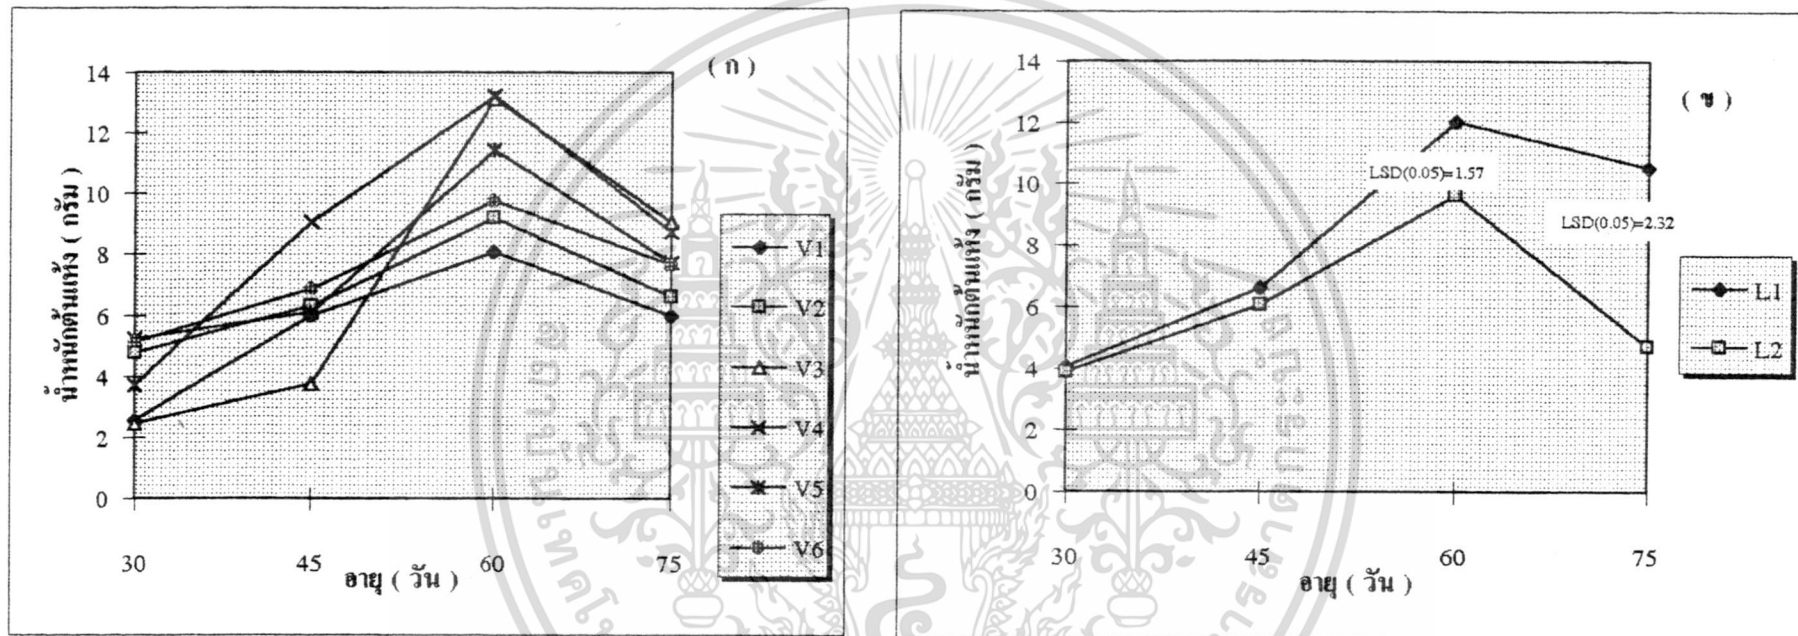 ( ก )
น้ำหนักต้นแห้ง ( กรัม )
14
12
10
8
6
4
2
0
30 45 60 75
อายุ ( วัน )
V1
V2
V3
V4
V5
V6
( ข )
น้ำหนักต้นแห้ง ( กรัม )
14
12
10
8
6
4
2
0
30 45 60 75
อายุ ( วัน )
LSD(0.05)=1.57
LSD(0.05)=2.32
L1
L2